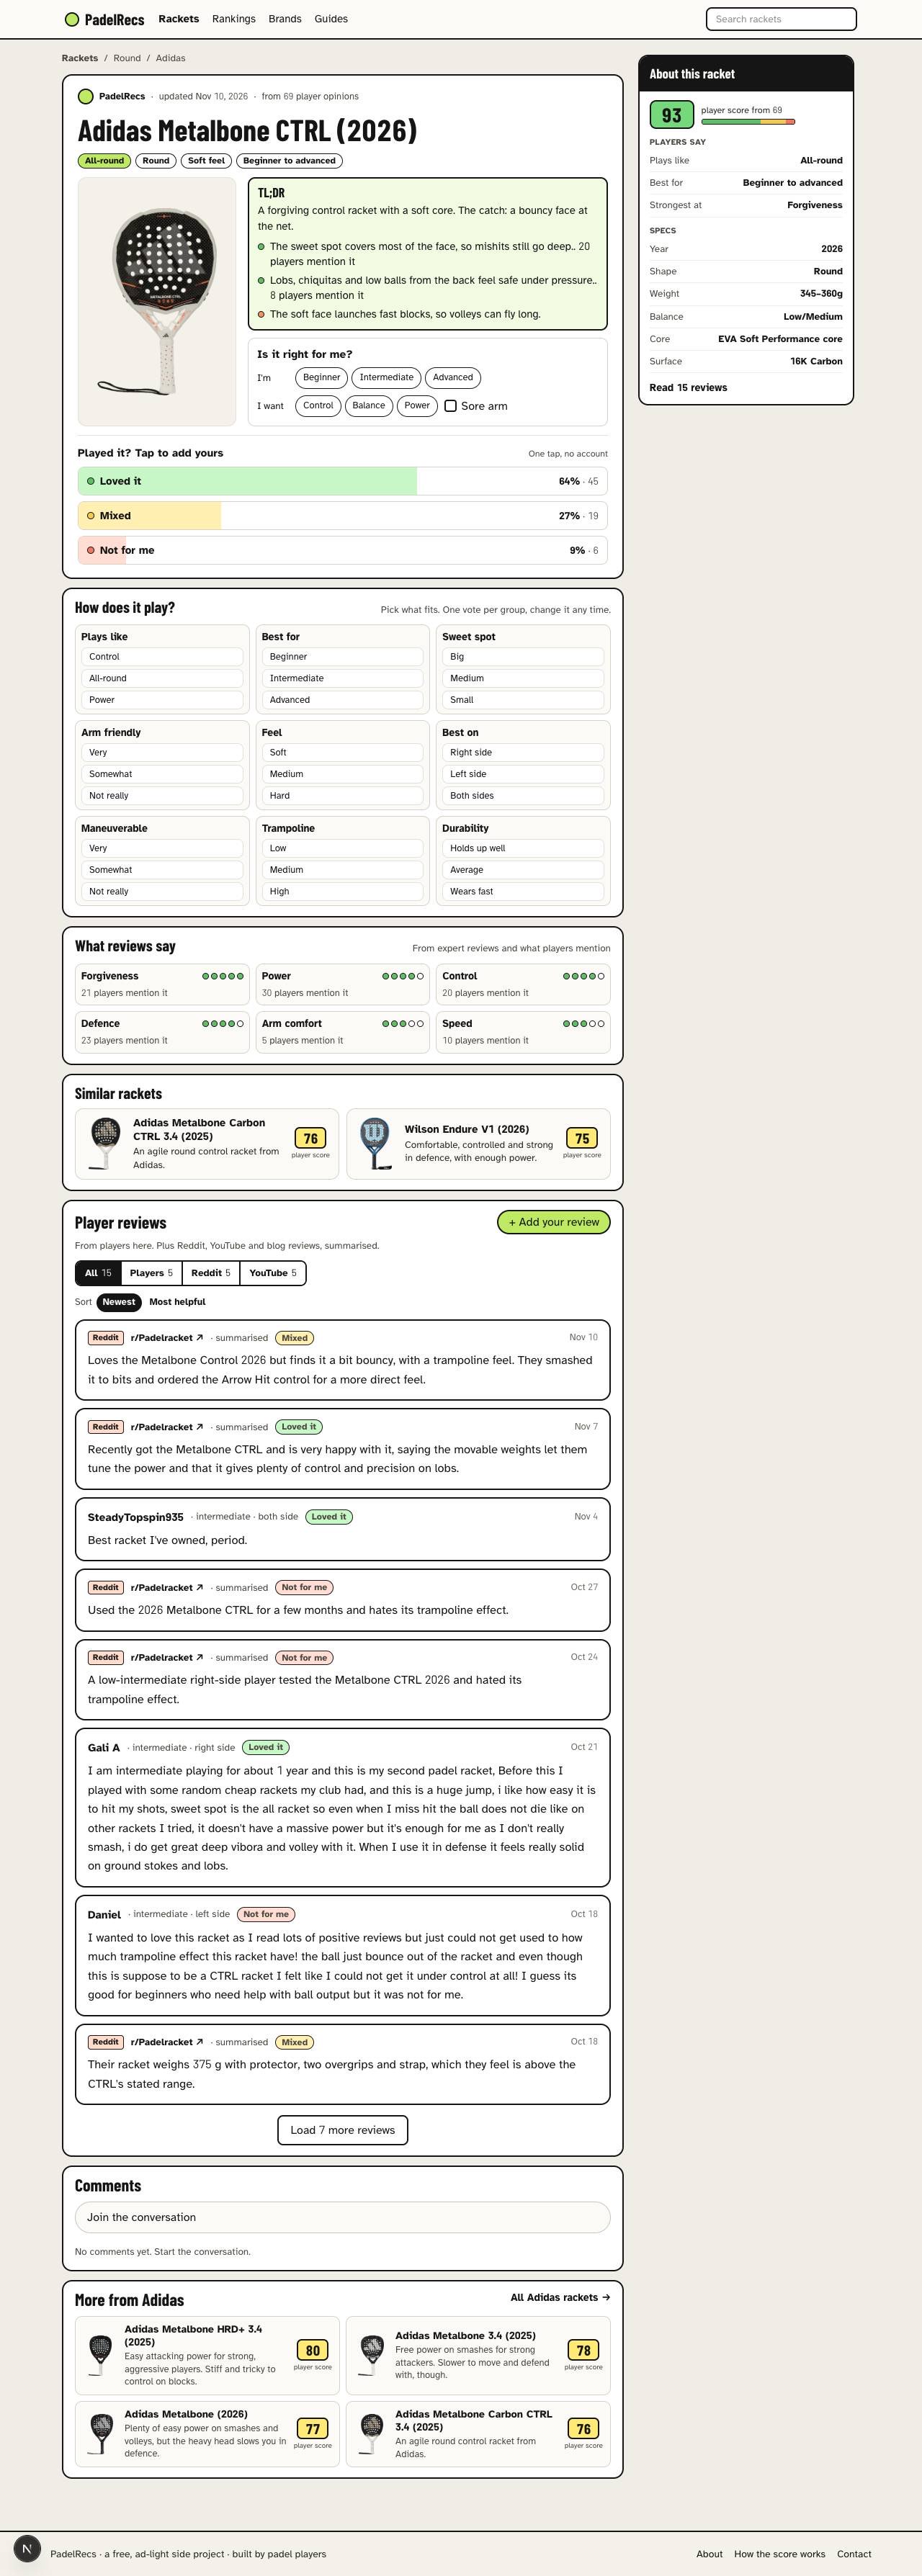 PadelRecs Rackets Rankings Brands Guides Search rackets
Rackets / Round / Adidas
PadelRecs · updated Nov 10, 2026 · from 69 player opinions
Adidas Metalbone CTRL (2026)
All-round Round Soft feel Beginner to advanced
TL;DR
A forgiving control racket with a soft core. The catch: a bouncy face at
the net.
The sweet spot covers most of the face, so mishits still go deep.. 20
players mention it
Lobs, chiquitas and low balls from the back feel safe under pressure..
8 players mention it
The soft face launches fast blocks, so volleys can fly long.
Is it right for me?
I'm Beginner Intermediate Advanced
I want Control Balance Power Sore arm
Played it? Tap to add yours One tap, no account
Loved it 64% · 45
Mixed 27% · 19
Not for me 9% · 6
About this racket
93 player score from 69
PLAYERS SAY
Plays like All-round
Best for Beginner to advanced
Strongest at Forgiveness
SPECS
Year 2026
Shape Round
Weight 345–360g
Balance Low/Medium
Core EVA Soft Performance core
Surface 16K Carbon
Read 15 reviews
How does it play? Pick what fits. One vote per group, change it any time.
Plays like Best for Sweet spot
Control Beginner Big
All-round Intermediate Medium
Power Advanced Small
Arm friendly Feel Best on
Very Soft Right side
Somewhat Medium Left side
Not really Hard Both sides
Maneuverable Trampoline Durability
Very Low Holds up well
Somewhat Medium Average
Not really High Wears fast
What reviews say From expert reviews and what players mention
Forgiveness Power Control
21 players mention it 30 players mention it 20 players mention it
Defence Arm comfort Speed
23 players mention it 5 players mention it 10 players mention it
Similar rackets
Adidas Metalbone Carbon
CTRL 3.4 (2025)
An agile round control racket from
Adidas.
76
player score
Wilson Endure V1 (2026)
Comfortable, controlled and strong
in defence, with enough power.
75
player score
Player reviews + Add your review
From players here. Plus Reddit, YouTube and blog reviews, summarised.
All 15 Players 5 Reddit 5 YouTube 5
Sort Newest Most helpful
Reddit r/Padelracket ↗ · summarised Mixed Nov 10
Loves the Metalbone Control 2026 but finds it a bit bouncy, with a trampoline feel. They smashed
it to bits and ordered the Arrow Hit control for a more direct feel.
Reddit r/Padelracket ↗ · summarised Loved it Nov 7
Recently got the Metalbone CTRL and is very happy with it, saying the movable weights let them
tune the power and that it gives plenty of control and precision on lobs.
SteadyTopspin935 · intermediate · both side Loved it Nov 4
Best racket I've owned, period.
Reddit r/Padelracket ↗ · summarised Not for me Oct 27
Used the 2026 Metalbone CTRL for a few months and hates its trampoline effect.
Reddit r/Padelracket ↗ · summarised Not for me Oct 24
A low-intermediate right-side player tested the Metalbone CTRL 2026 and hated its
trampoline effect.
Gali A · intermediate · right side Loved it Oct 21
I am intermediate playing for about 1 year and this is my second padel racket, Before this I
played with some random cheap rackets my club had, and this is a huge jump, i like how easy it is
to hit my shots, sweet spot is the all racket so even when I miss hit the ball does not die like on
other rackets I tried, it doesn't have a massive power but it's enough for me as I don't really
smash, i do get great deep vibora and volley with it. When I use it in defense it feels really solid
on ground stokes and lobs.
Daniel · intermediate · left side Not for me Oct 18
I wanted to love this racket as I read lots of positive reviews but just could not get used to how
much trampoline effect this racket have! the ball just bounce out of the racket and even though
this is suppose to be a CTRL racket I felt like I could not get it under control at all! I guess its
good for beginners who need help with ball output but it was not for me.
Reddit r/Padelracket ↗ · summarised Mixed Oct 18
Their racket weighs 375 g with protector, two overgrips and strap, which they feel is above the
CTRL's stated range.
Load 7 more reviews
Comments
Join the conversation
No comments yet. Start the conversation.
More from Adidas All Adidas rackets →
Adidas Metalbone HRD+ 3.4
(2025)
Easy attacking power for strong,
aggressive players. Stiff and tricky to
control on blocks.
80
player score
Adidas Metalbone 3.4 (2025)
Free power on smashes for strong
attackers. Slower to move and defend
with, though.
78
player score
Adidas Metalbone (2026)
Plenty of easy power on smashes and
volleys, but the heavy head slows you in
defence.
77
player score
Adidas Metalbone Carbon CTRL
3.4 (2025)
An agile round control racket from
Adidas.
76
player score
N PadelRecs · a free, ad-light side project · built by padel players About How the score works Contact